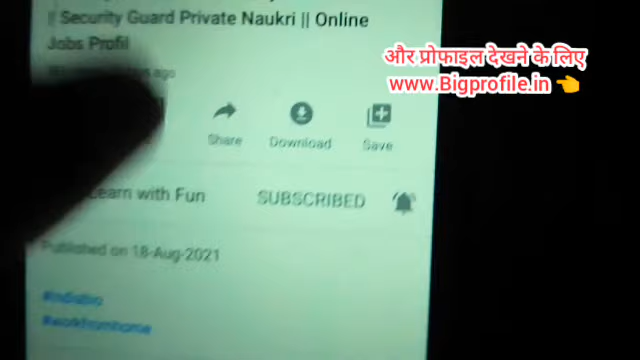 || Security Guard Private Naukri || Online
Jobs Profil
ago
और प्रोफाइल देखने के लिए
www.Bigprofile.in
Share
Download
Save
Learn with Fun
SUBSCRIBED
Published on 18-Aug-2021
#indiabio
#workfromhome